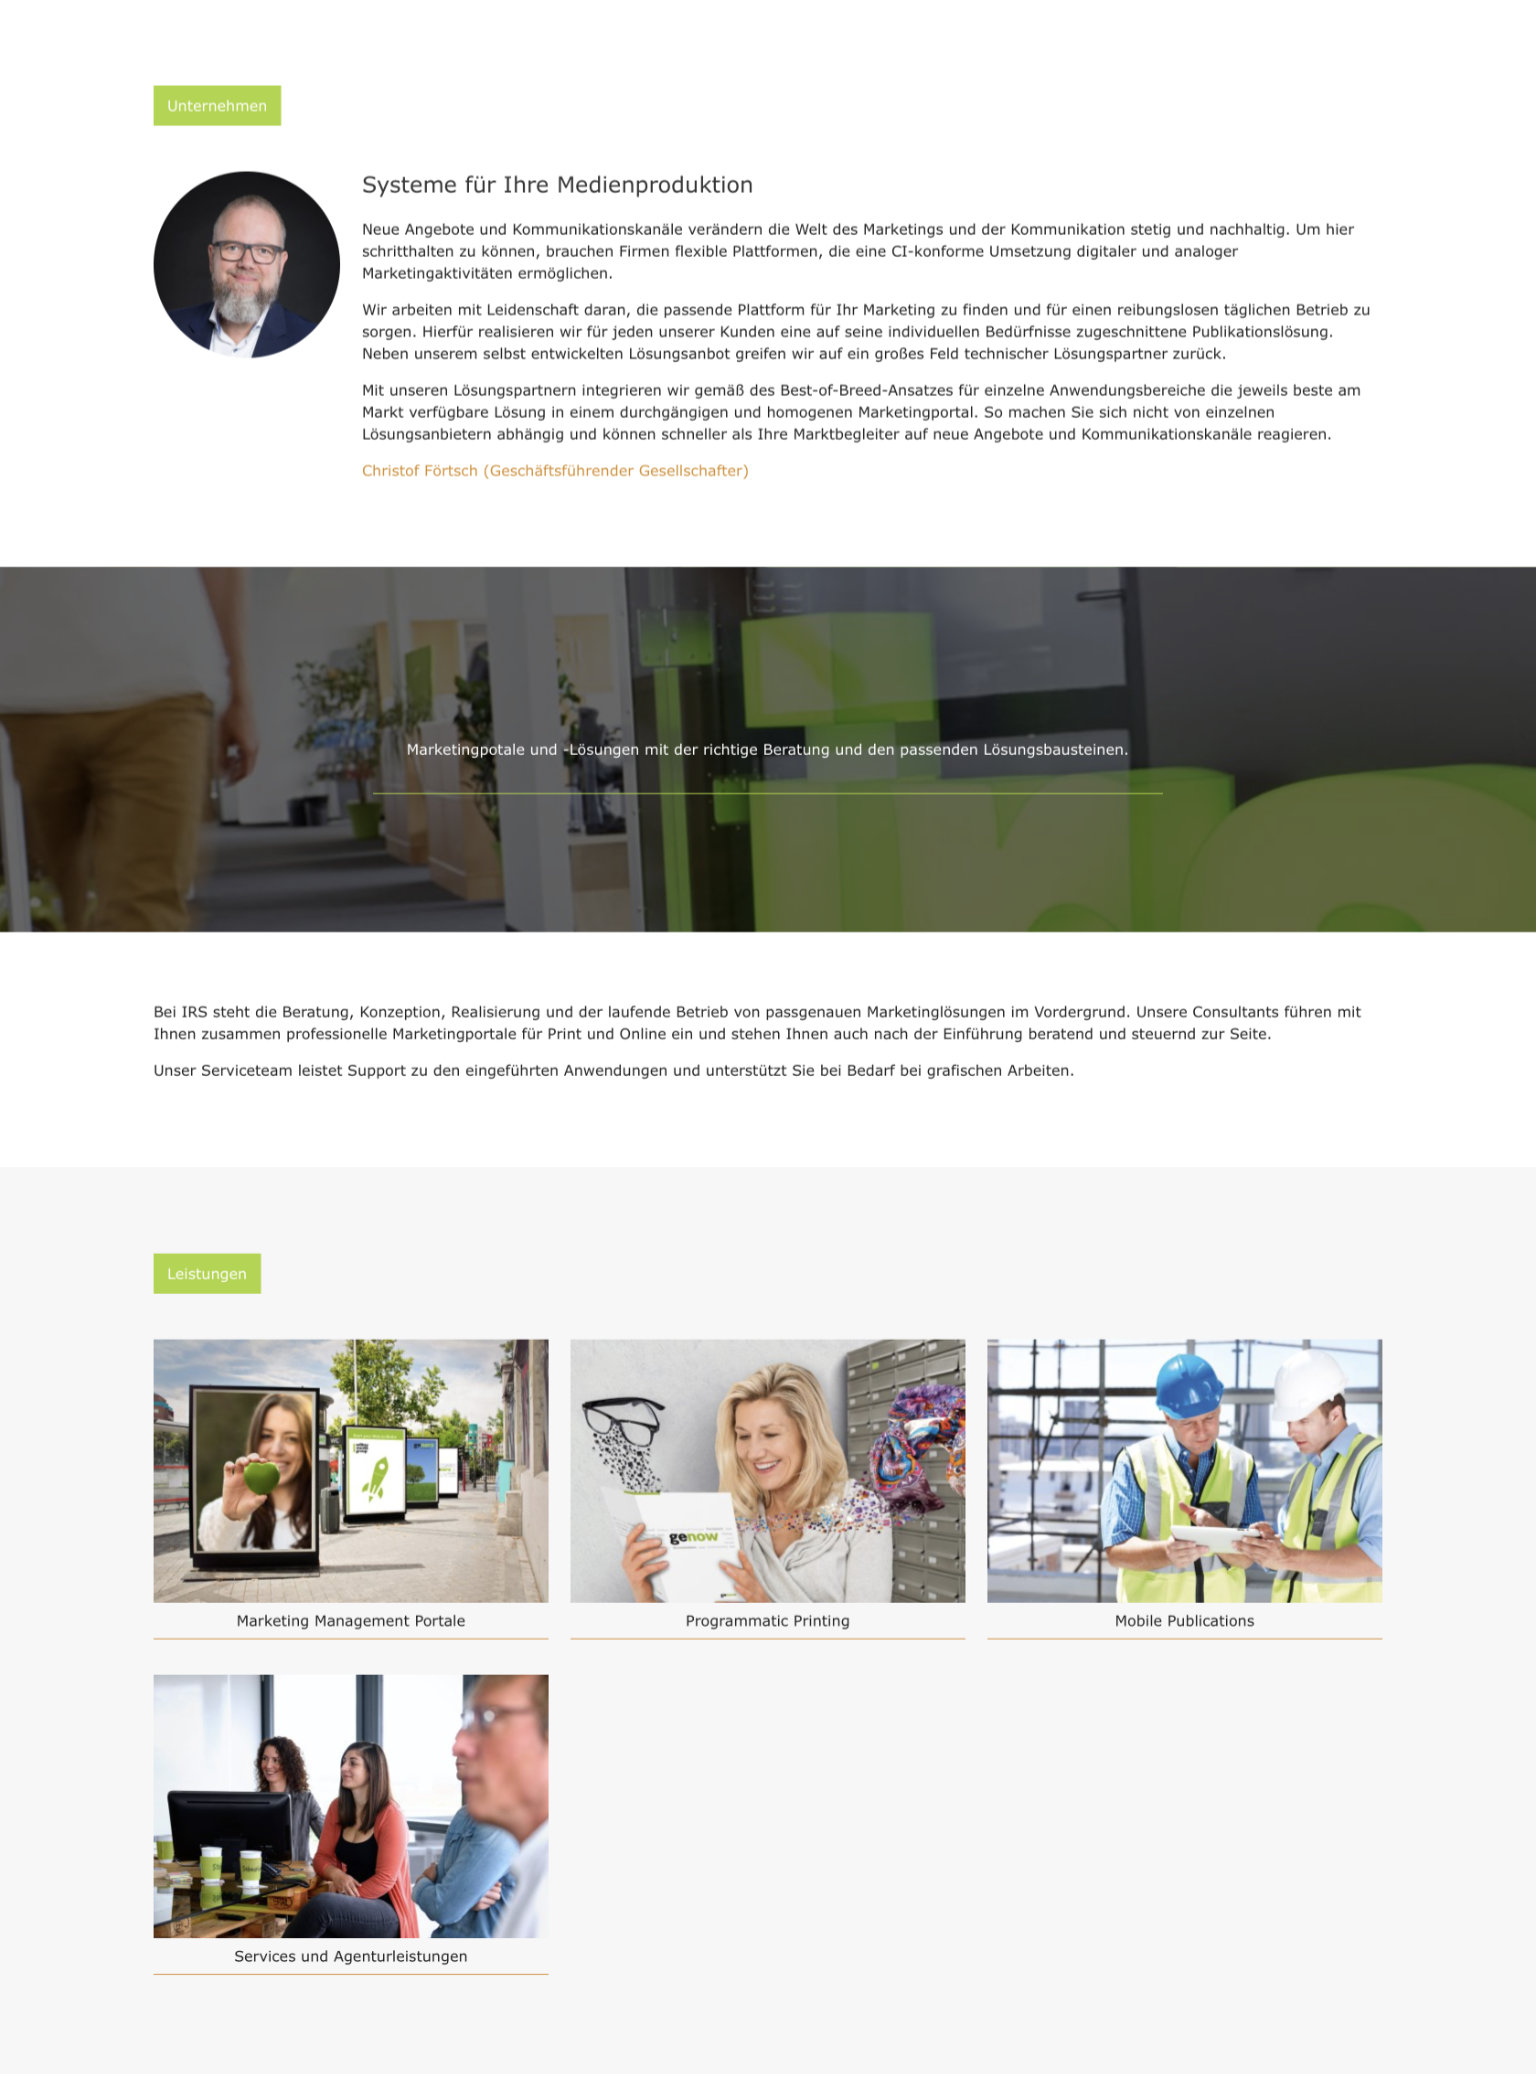 Unternehmen
Systeme für Ihre Medienproduktion
Neue Angebote und Kommunikationskanäle verändern die Welt des Marketings und der Kommunikation stetig und nachhaltig. Um hier
schritthalten zu können, brauchen Firmen flexible Plattformen, die eine CI-konforme Umsetzung digitaler und analoger
Marketingaktivitäten ermöglichen.
Wir arbeiten mit Leidenschaft daran, die passende Plattform für Ihr Marketing zu finden und für einen reibungslosen täglichen Betrieb zu
sorgen. Hierfür realisieren wir für jeden unserer Kunden eine auf seine individuellen Bedürfnisse zugeschnittene Publikationslösung.
Neben unserem selbst entwickelten Lösungsanbot greifen wir auf ein großes Feld technischer Lösungspartner zurück.
Mit unseren Lösungspartnern integrieren wir gemäß des Best-of-Breed-Ansatzes für einzelne Anwendungsbereiche die jeweils beste am
Markt verfügbare Lösung in einem durchgängigen und homogenen Marketingportal. So machen Sie sich nicht von einzelnen
Lösungsanbietern abhängig und können schneller als Ihre Marktbegleiter auf neue Angebote und Kommunikationskanäle reagieren.
Christof Förtsch (Geschäftsführender Gesellschafter)
Marketingpotale und -Lösungen mit der richtige Beratung und den passenden Lösungsbausteinen.
Bei IRS steht die Beratung, Konzeption, Realisierung und der laufende Betrieb von passgenauen Marketinglösungen im Vordergrund. Unsere Consultants führen mit
Ihnen zusammen professionelle Marketingportale für Print und Online ein und stehen Ihnen auch nach der Einführung beratend und steuernd zur Seite.
Unser Serviceteam leistet Support zu den eingeführten Anwendungen und unterstützt Sie bei Bedarf bei grafischen Arbeiten.
Leistungen
genow
Marketing Management Portale
Programmatic Printing
Mobile Publications
Services und Agenturleistungen